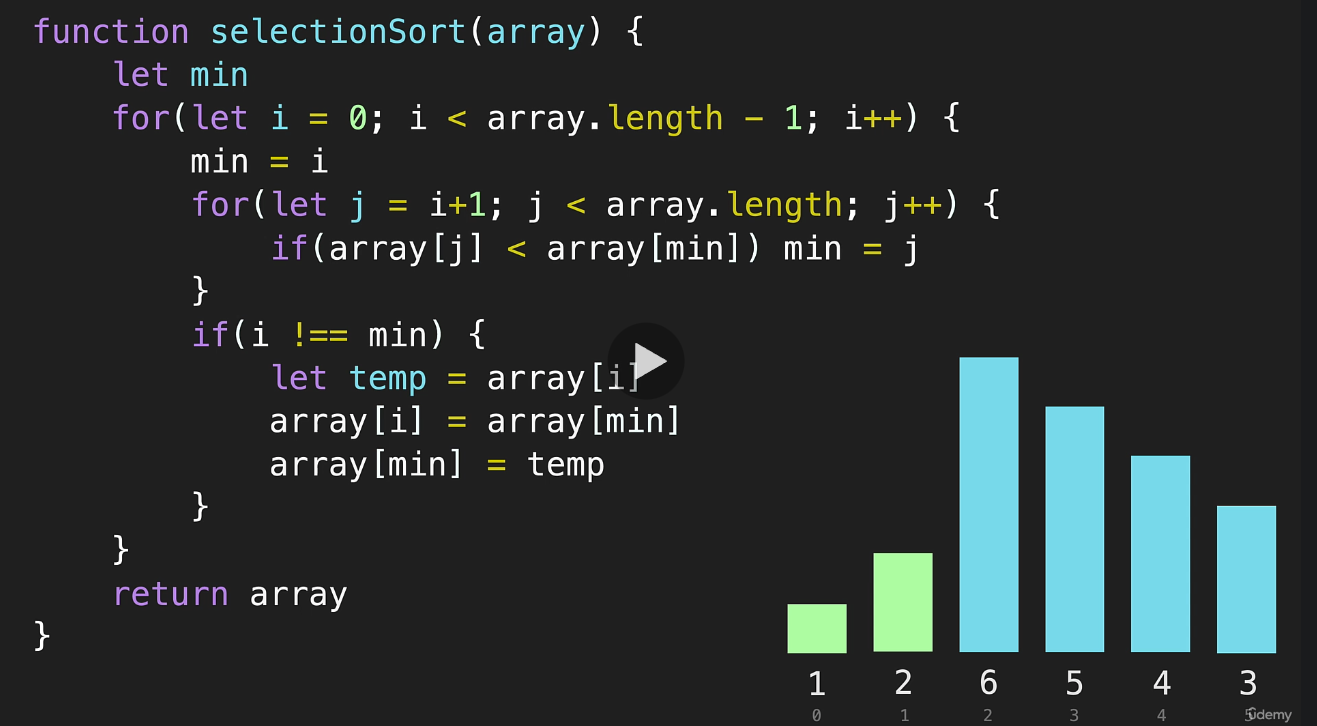 function selectionSort(array) {
let min
for(let i = 0; i < array.length - 1; i++) {
min = i
for(let j = i+1; j < array.length; j++) {
if(array[j] < array[min]) min = j
}
if(i !== min) {
let temp = array[i]
array[i] = array[min]
array[min] = temp
}
}
return array
}
1 2 6 5 4 3
0 1 2 3 4 5
ûdemy